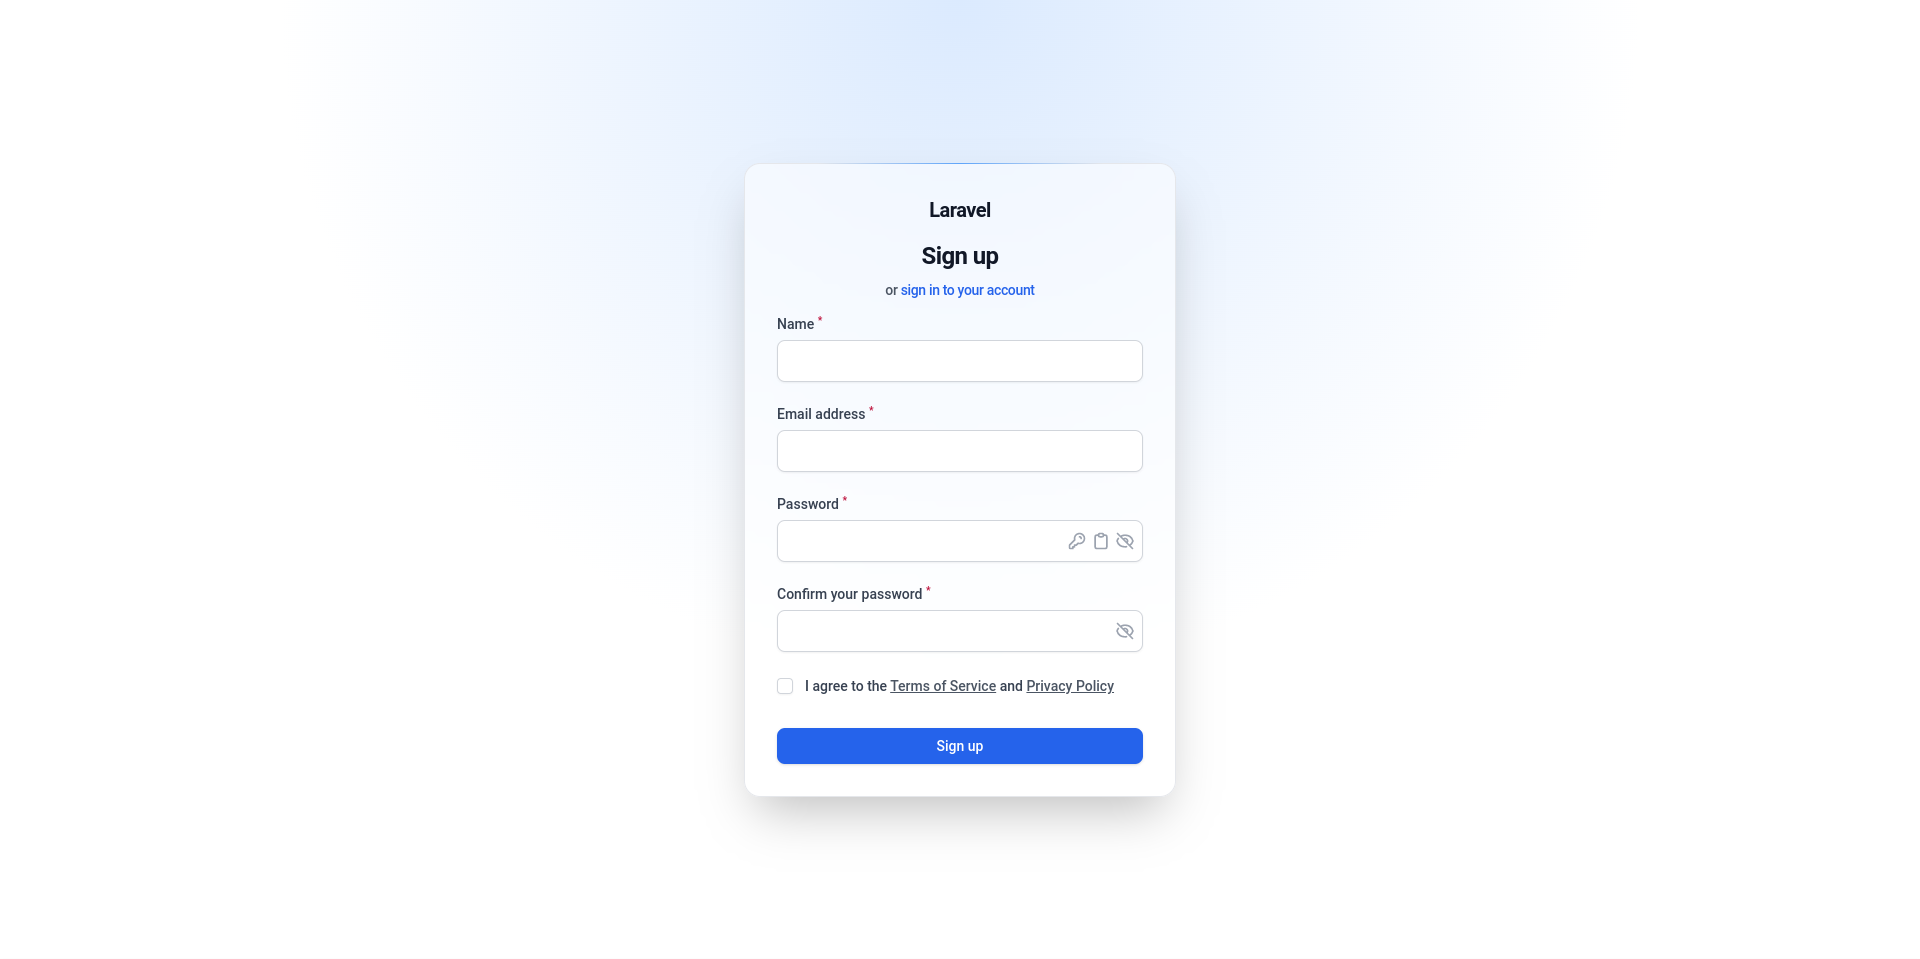 Laravel
Sign up
or sign in to your account
Name *
Email address *
Password *
Confirm your password *
I agree to the Terms of Service and Privacy Policy
Sign up